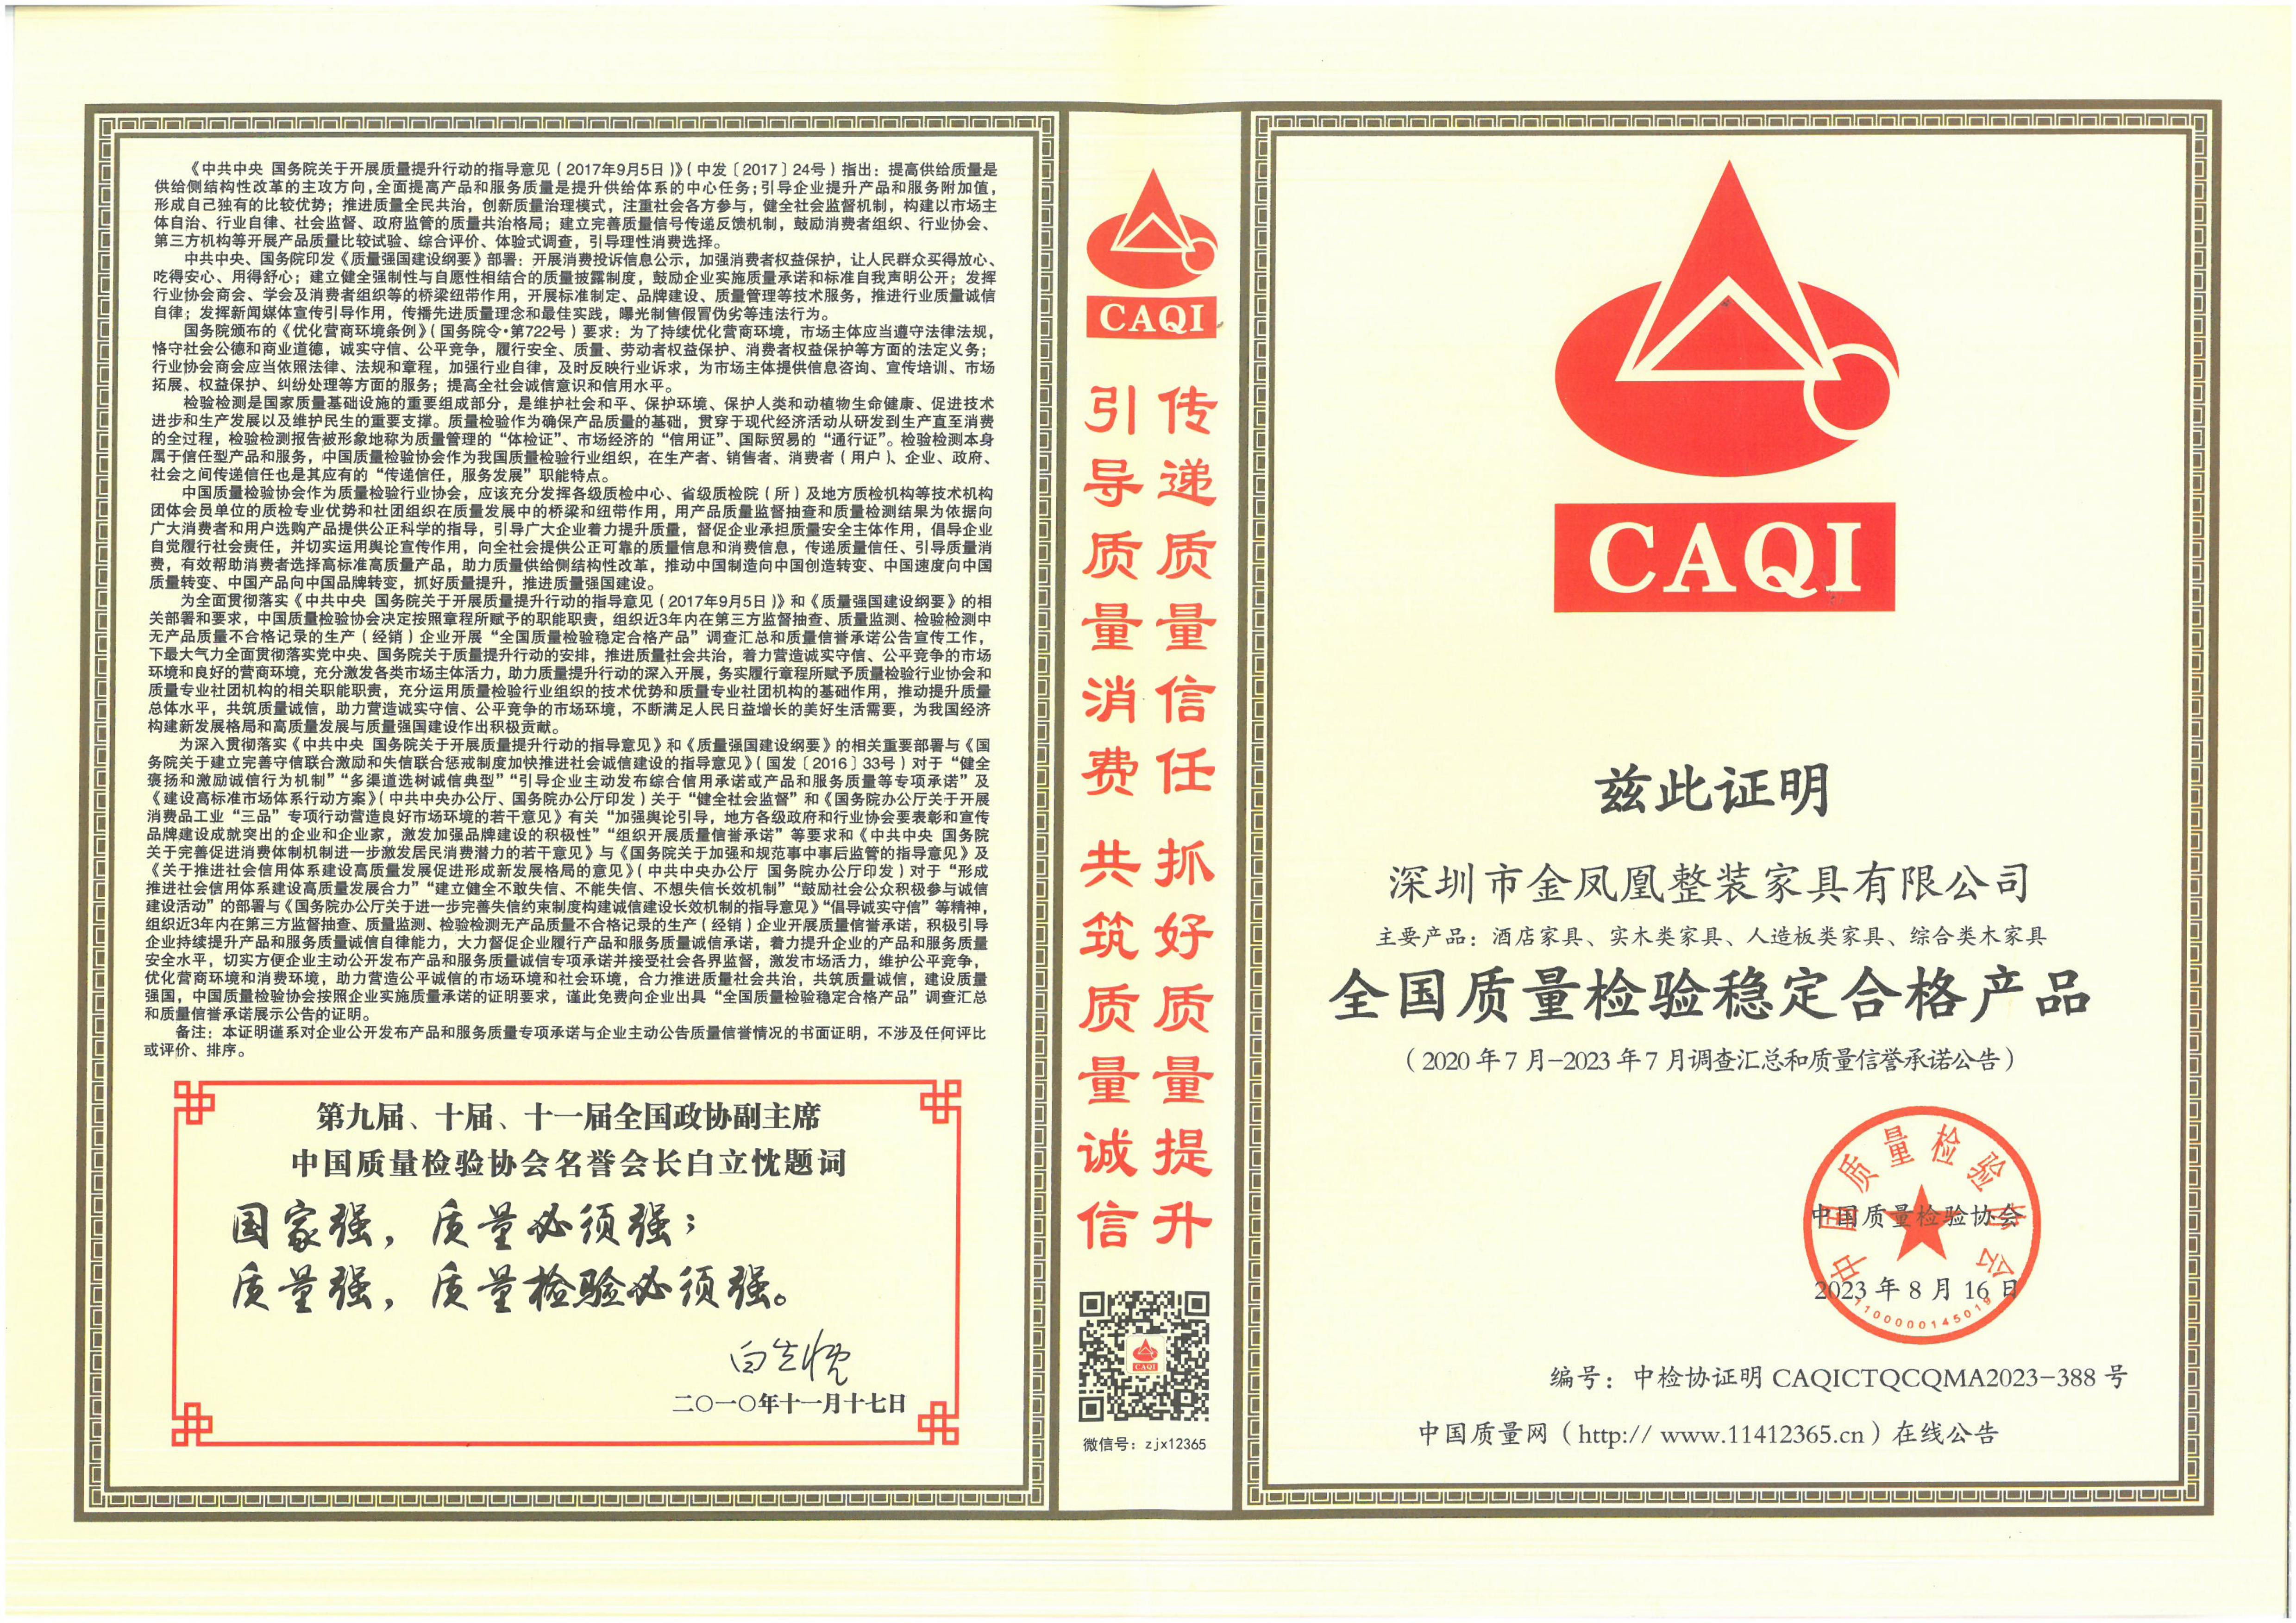 《中共中央 国务院关于开展质量提升行动的指导意见（2017年9月5日）》（中发〔2017〕24号）指出：提高供给质量是
供给侧结构性改革的主攻方向，全面提高产品和服务质量是提升供给体系的中心任务；引导企业提升产品和服务附加值，
形成自己独有的比较优势；推进质量全民共治，创新质量治理模式，注重社会各方参与，健全社会监督机制，构建以市场主
体自治、行业自律、社会监督、政府监管的质量共治格局；建立完善质量信号传递反馈机制，鼓励消费者组织、行业协会、
第三方机构等开展产品质量比较试验、综合评价、体验式调查，引导理性消费选择。
中共中央、国务院印发《质量强国建设纲要》部署：开展消费投诉信息公示，加强消费者权益保护，让人民群众买得放心、
吃得安心、用得舒心；建立健全强制性与自愿性相结合的质量披露制度，鼓励企业实施质量承诺和标准自我声明公开；发挥
行业协会商会、学会及消费者组织等的桥梁纽带作用，开展标准制定、品牌建设、质量管理等技术服务，推进行业质量诚信
自律；发挥新闻媒体宣传引导作用，传播先进质量理念和最佳实践，曝光制售假冒伪劣等违法行为。
国务院颁布的《优化营商环境条例》（国务院令•第722号）要求：为了持续优化营商环境，市场主体应当遵守法律法规，
恪守社会公德和商业道德，诚实守信、公平竞争，履行安全、质量、劳动者权益保护、消费者权益保护等方面的法定义务；
行业协会商会应当依照法律、法规和章程，加强行业自律，及时反映行业诉求，为市场主体提供信息咨询、宣传培训、市场
拓展、权益保护、纠纷处理等方面的服务；提高全社会诚信意识和信用水平。
检验检测是国家质量基础设施的重要组成部分，是维护社会和平、保护环境、保护人类和动植物生命健康、促进技术
进步和生产发展以及维护民生的重要支撑。质量检验作为确保产品质量的基础，贯穿于现代经济活动从研发到生产直至消费
的全过程，检验检测报告被形象地称为质量管理的“体检证”、市场经济的“信用证”、国际贸易的“通行证”。检验检测本身
属于信任型产品和服务，中国质量检验协会作为我国质量检验行业组织，在生产者、销售者、消费者（用户）、企业、政府、
社会之间传递信任也是其应有的“传递信任，服务发展”职能特点。
中国质量检验协会作为质量检验行业协会，应该充分发挥各级质检中心、省级质检院（所）及地方质检机构等技术机构
团体会员单位的质检专业优势和社团组织在质量发展中的桥梁和纽带作用，用产品质量监督抽查和质量检测结果为依据向
广大消费者和用户选购产品提供公正科学的指导，引导广大企业着力提升质量，督促企业承担质量安全主体作用，倡导企业
自觉履行社会责任，并切实运用舆论宣传作用，向全社会提供公正可靠的质量信息和消费信息，传递质量信任、引导质量消
费，有效帮助消费者选择高标准高质量产品，助力质量供给侧结构性改革，推动中国制造向中国创造转变、中国速度向中国
质量转变、中国产品向中国品牌转变，抓好质量提升，推进质量强国建设。
为全面贯彻落实《中共中央 国务院关于开展质量提升行动的指导意见（2017年9月5日）》和《质量强国建设纲要》的相
关部署和要求，中国质量检验协会决定按照章程所赋予的职能职责，组织近3年内在第三方监督抽查、质量监测、检验检测中
无产品质量不合格记录的生产（经销）企业开展“全国质量检验稳定合格产品”调查汇总和质量信誉承诺公告宣传工作，
下最大气力全面贯彻落实党中央、国务院关于质量提升行动的安排，推进质量社会共治，着力营造诚实守信、公平竞争的市场
环境和良好的营商环境，充分激发各类市场主体活力，助力质量提升行动的深入开展，务实履行章程所赋予质量检验行业协会和
质量专业社团机构的相关职能职责，充分运用质量检验行业组织的技术优势和质量专业社团机构的基础作用，推动提升质量
总体水平，共筑质量诚信，助力营造诚实守信、公平竞争的市场环境，不断满足人民日益增长的美好生活需要，为我国经济
构建新发展格局和高质量发展与质量强国建设作出积极贡献。
为深入贯彻落实《中共中央 国务院关于开展质量提升行动的指导意见》和《质量强国建设纲要》的相关重要部署与《国
务院关于建立完善守信联合激励和失信联合惩戒制度加快推进社会诚信建设的指导意见》（国发〔2016〕33号）对于“健全
褒扬和激励诚信行为机制”“多渠道选树诚信典型”“引导企业主动发布综合信用承诺或产品和服务质量等专项承诺”及
《建设高标准市场体系行动方案》（中共中央办公厅、国务院办公厅印发）关于“健全社会监督”和《国务院办公厅关于开展
消费品工业“三品”专项行动营造良好市场环境的若干意见》有关“加强舆论引导，地方各级政府和行业协会要表彰和宣传
品牌建设成就突出的企业和企业家，激发加强品牌建设的积极性”“组织开展质量信誉承诺”等要求和《中共中央 国务院
关于完善促进消费体制机制进一步激发居民消费潜力的若干意见》与《国务院关于加强和规范事中事后监管的指导意见》及
《关于推进社会信用体系建设高质量发展促进形成新发展格局的意见》（中共中央办公厅 国务院办公厅印发）对于“形成
推进社会信用体系建设高质量发展合力”“建立健全不敢失信、不能失信、不想失信长效机制”“鼓励社会公众积极参与诚信
建设活动”的部署与《国务院办公厅关于进一步完善失信约束制度构建诚信建设长效机制的指导意见》“倡导诚实守信”等精神，
组织近3年内在第三方监督抽查、质量监测、检验检测无产品质量不合格记录的生产（经销）企业开展质量信誉承诺，积极引导
企业持续提升产品和服务质量诚信自律能力，大力督促企业履行产品和服务质量诚信承诺，着力提升企业的产品和服务质量
安全水平，切实方便企业主动公开发布产品和服务质量诚信专项承诺并接受社会各界监督，激发市场活力，维护公平竞争，
优化营商环境和消费环境，助力营造公平诚信的市场环境和社会环境，合力推进质量社会共治，共筑质量诚信，建设质量
强国，中国质量检验协会按照企业实施质量承诺的证明要求，谨此免费向企业出具“全国质量检验稳定合格产品”调查汇总
和质量信誉承诺展示公告的证明。
备注：本证明谨系对企业公开发布产品和服务质量专项承诺与企业主动公告质量信誉情况的书面证明，不涉及任何评比
或评价、排序。
第九届、十届、十一届全国政协副主席
中国质量检验协会名誉会长白立忱题词
国家强，质量必须强；
质量强，质量检验必须强。
白立忱
二〇一〇年十一月十七日
CAQI
传递质量信任 抓好质量提升
引导质量消费 共筑质量诚信
CAQI
微信号：zjx12365
CAQI
兹此证明
深圳市金凤凰整装家具有限公司
主要产品：酒店家具、实木类家具、人造板类家具、综合类木家具
全国质量检验稳定合格产品
（2020年7月-2023年7月调查汇总和质量信誉承诺公告）
中国质量检验协会
中国质量检验协会
2023年8月16日
1100000145019
编号：中检协证明 CAQICTQCQMA2023-388 号
中国质量网（http:// www.11412365.cn）在线公告